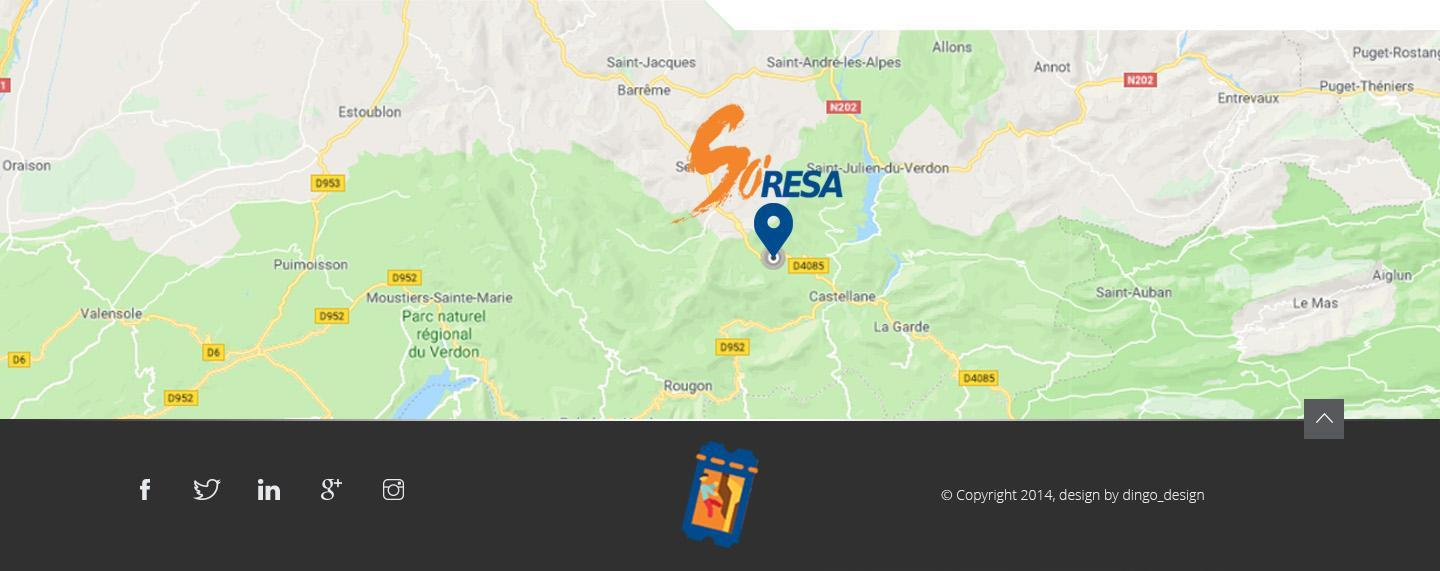 Allons
Puget-Rostang
Saint-Jacques
Saint-André-les-Alpes
Annot
N202
Puget-Théniers
1
Barrême
Entrevaux
N202
Estoublon
Oraison
Saint-Julien-du-Verdon
So'RESA
D953
Puimoisson
D4085
D952
Aiglun
Moustiers-Sainte-Marie
Castellane
Saint-Auban
Le Mas
Valensole
D952
Parc naturel
régional
du Verdon
La Garde
D6
D6
D952
Rougon
D4085
D952
f
in
g+
© Copyright 2014, design by dingo_design